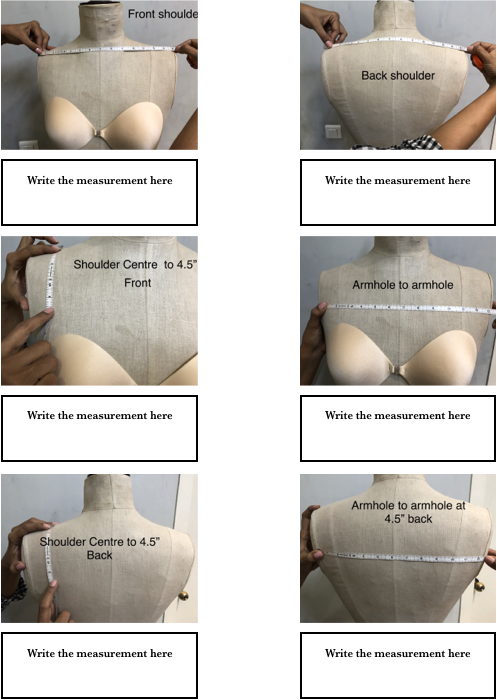 Front shoulde
Back shoulder
Write the measurement here
Write the measurement here
Shoulder Centre to 4.5”
Front
Armhole to armhole
Write the measurement here
Write the measurement here
Shoulder Centre to 4.5”
Back
Armhole to armhole at
4.5” back
Write the measurement here
Write the measurement here